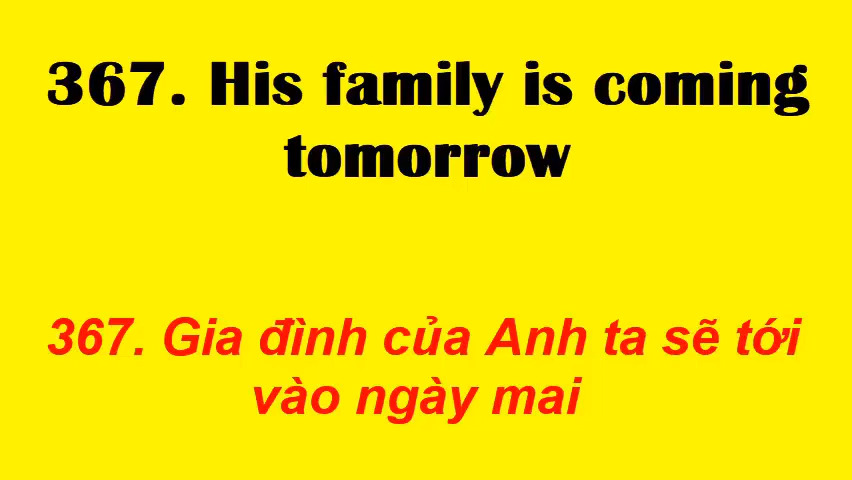 367. His family is coming
tomorrow
367. Gia đình của Anh ta sẽ tới
vào ngày mai